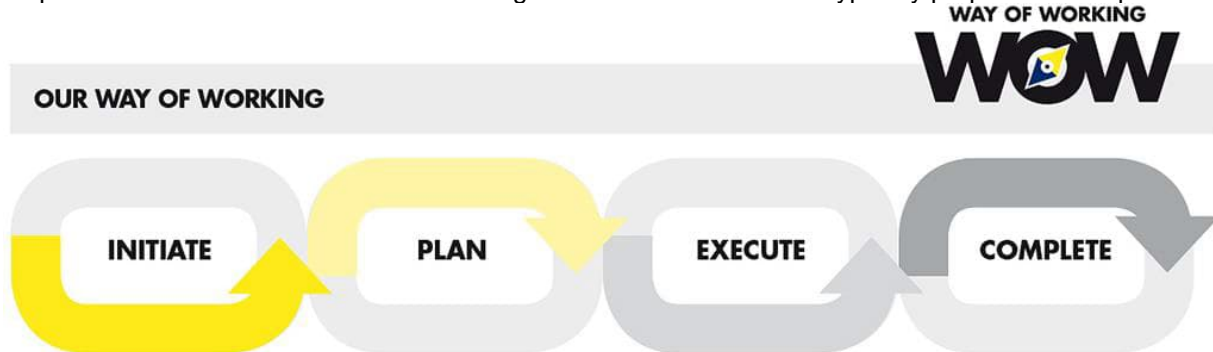 WAY OF WORKING
WOW
OUR WAY OF WORKING
INITIATE
PLAN
EXECUTE
COMPLETE